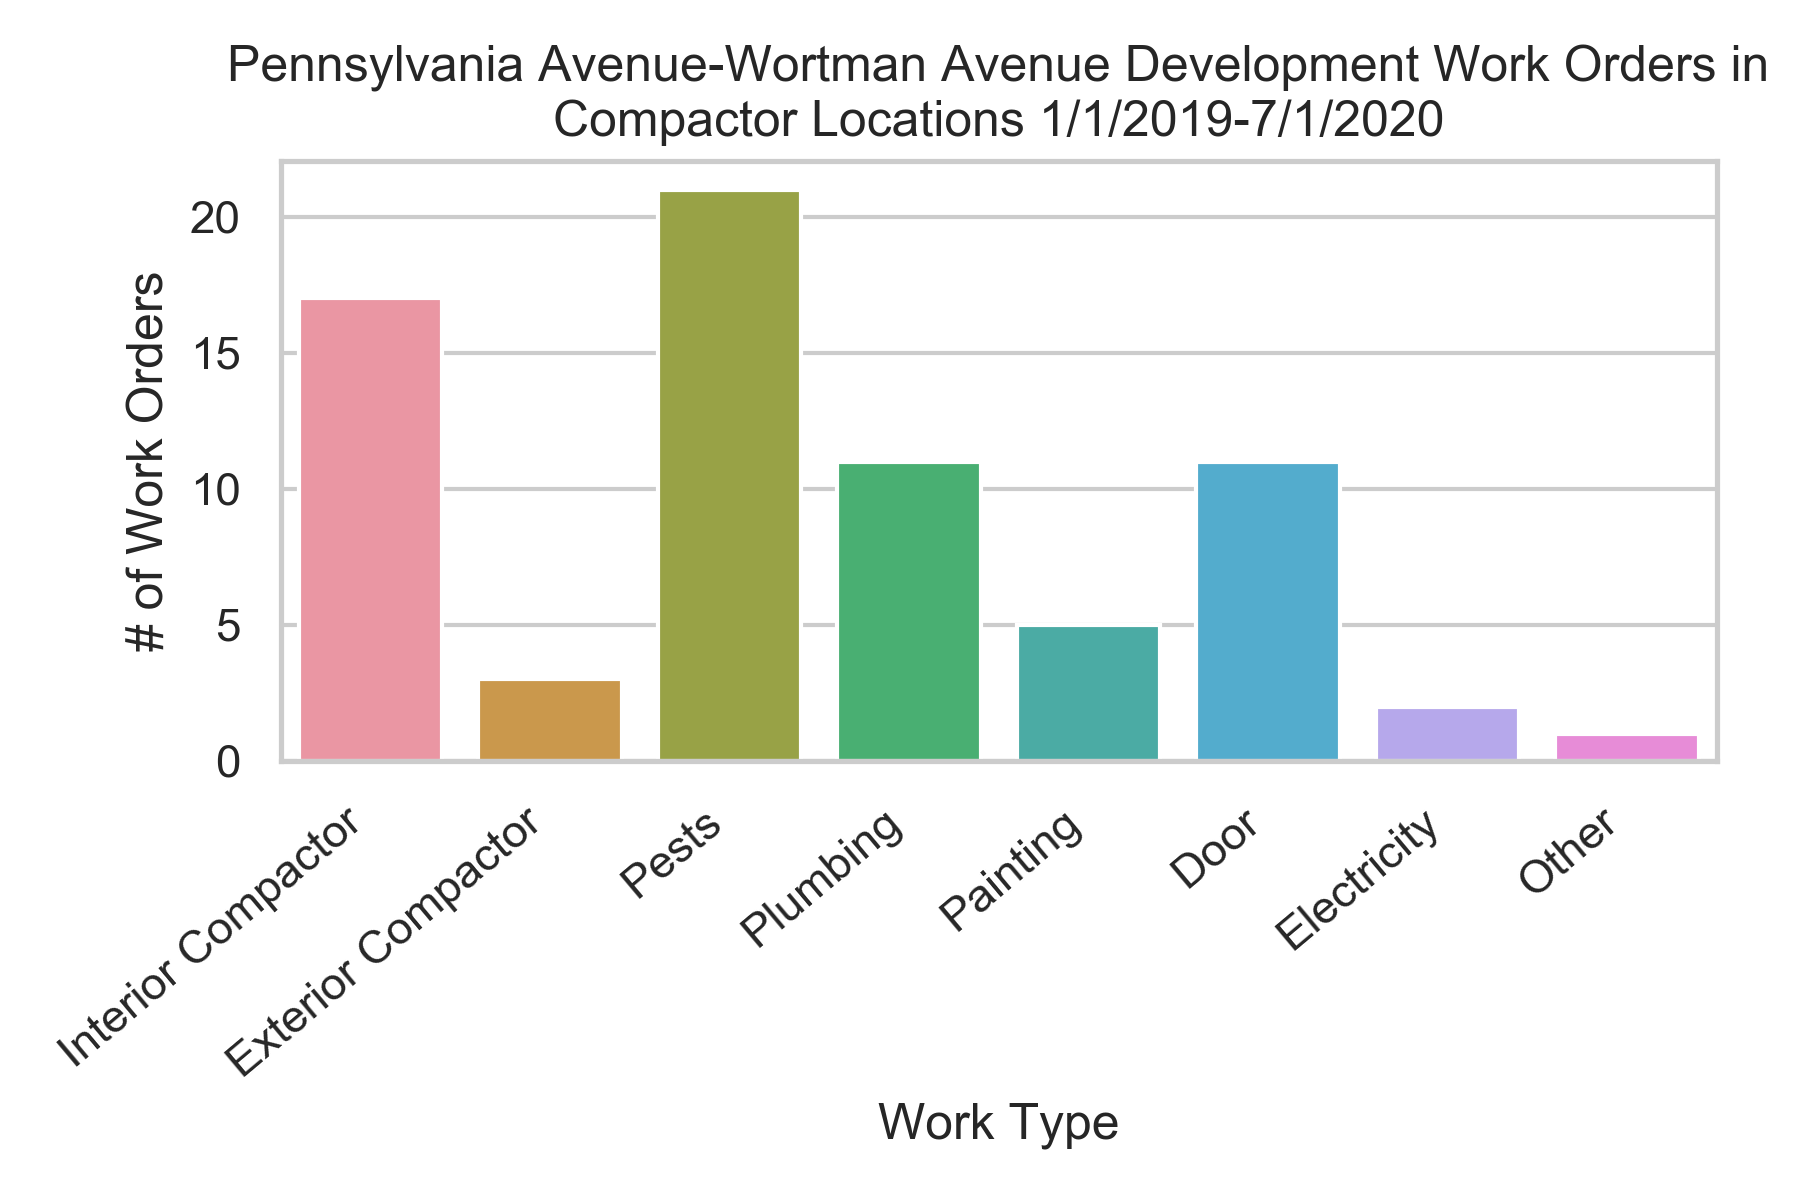 Pennsylvania Avenue-Wortman Avenue Development Work Orders in
Compactor Locations 1/1/2019-7/1/2020
# of Work Orders
20
15
10
5
0
Interior Compactor
Exterior Compactor
Pests
Plumbing
Painting
Door
Electricity
Other
Work Type